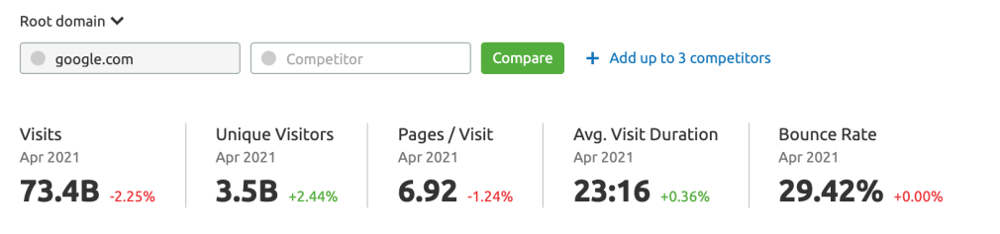 Root domain
google.com Competitor Compare + Add up to 3 competitors
Visits Unique Visitors Pages / Visit Avg. Visit Duration Bounce Rate
Apr 2021 Apr 2021 Apr 2021 Apr 2021 Apr 2021
73.4B -2.25% 3.5B +2.44% 6.92 -1.24% 23:16 +0.36% 29.42% +0.00%